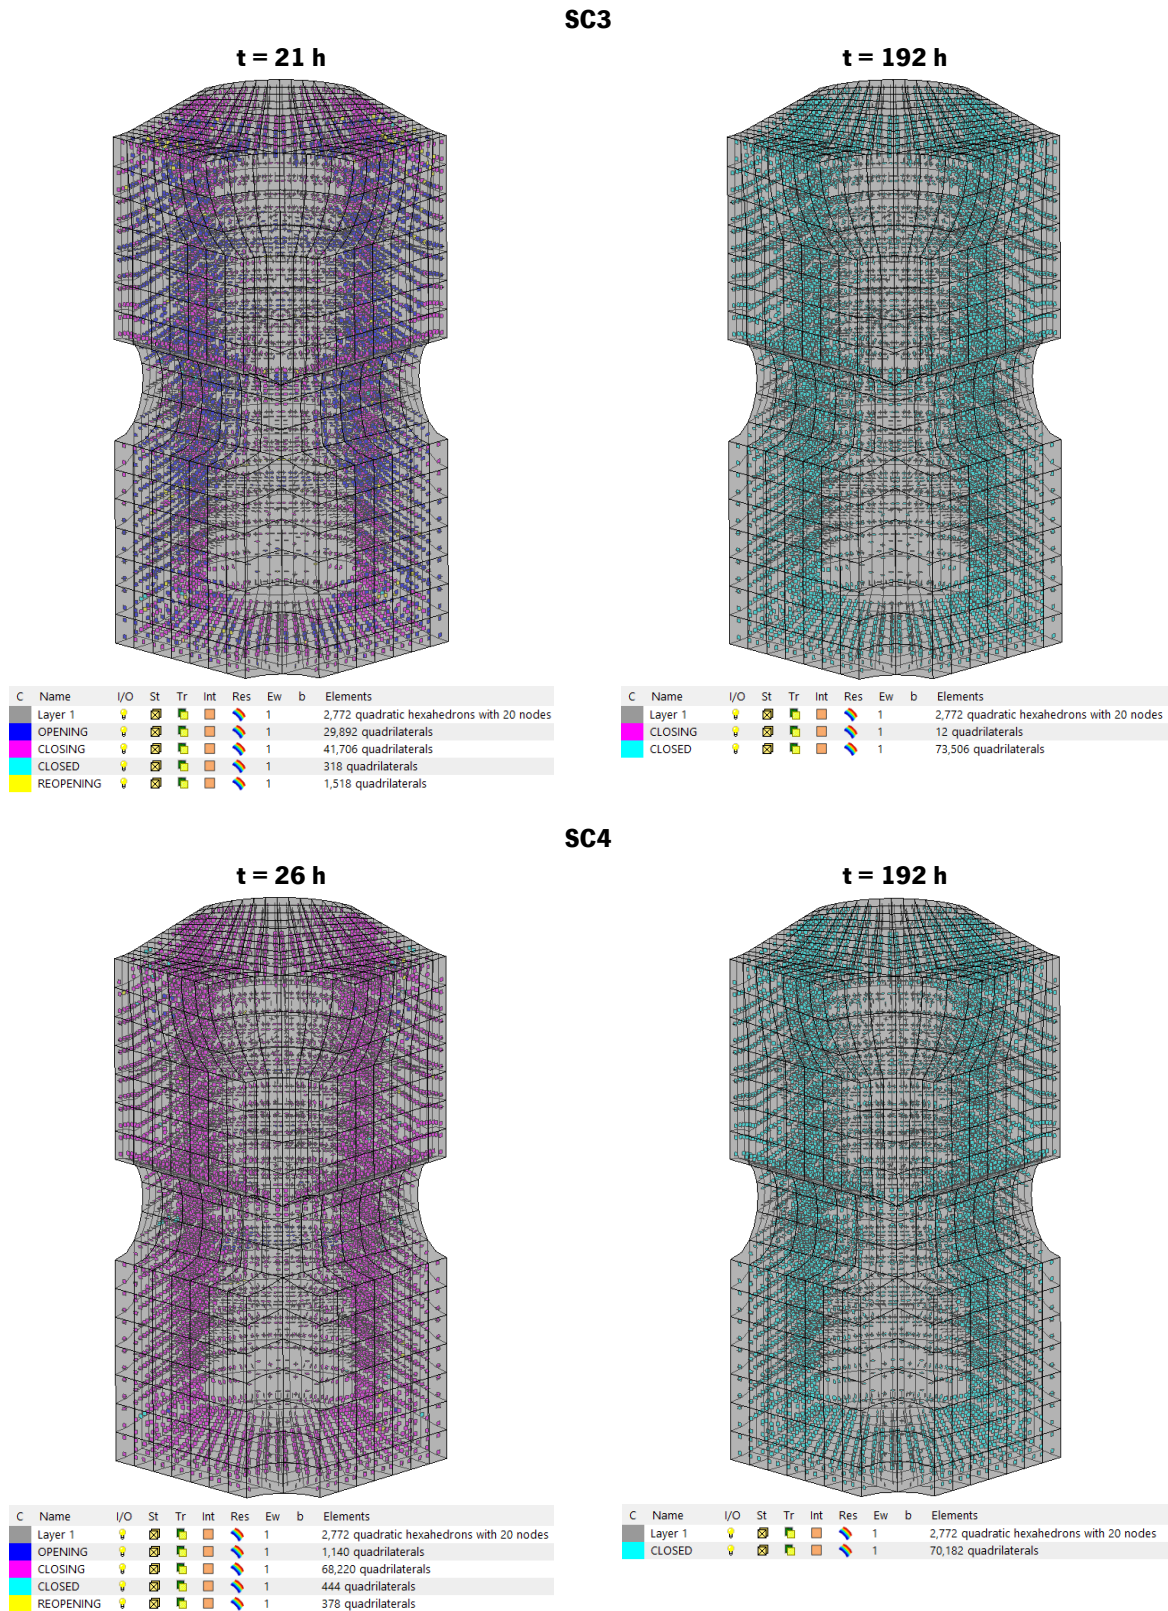 SC3
t = 21 h
t = 192 h
C Name I/O St Tr Int Res Ew b Elements
Layer 1 1 2,772 quadratic hexahedrons with 20 nodes
OPENING 1 29,892 quadrilaterals
CLOSING 1 41,706 quadrilaterals
CLOSED 1 318 quadrilaterals
REOPENING 1 1,518 quadrilaterals
C Name I/O St Tr Int Res Ew b Elements
Layer 1 1 2,772 quadratic hexahedrons with 20 nodes
CLOSING 1 12 quadrilaterals
CLOSED 1 73,506 quadrilaterals
SC4
t = 26 h
t = 192 h
C Name I/O St Tr Int Res Ew b Elements
Layer 1 1 2,772 quadratic hexahedrons with 20 nodes
OPENING 1 1,140 quadrilaterals
CLOSING 1 68,220 quadrilaterals
CLOSED 1 444 quadrilaterals
REOPENING 1 378 quadrilaterals
C Name I/O St Tr Int Res Ew b Elements
Layer 1 1 2,772 quadratic hexahedrons with 20 nodes
CLOSED 1 70,182 quadrilaterals